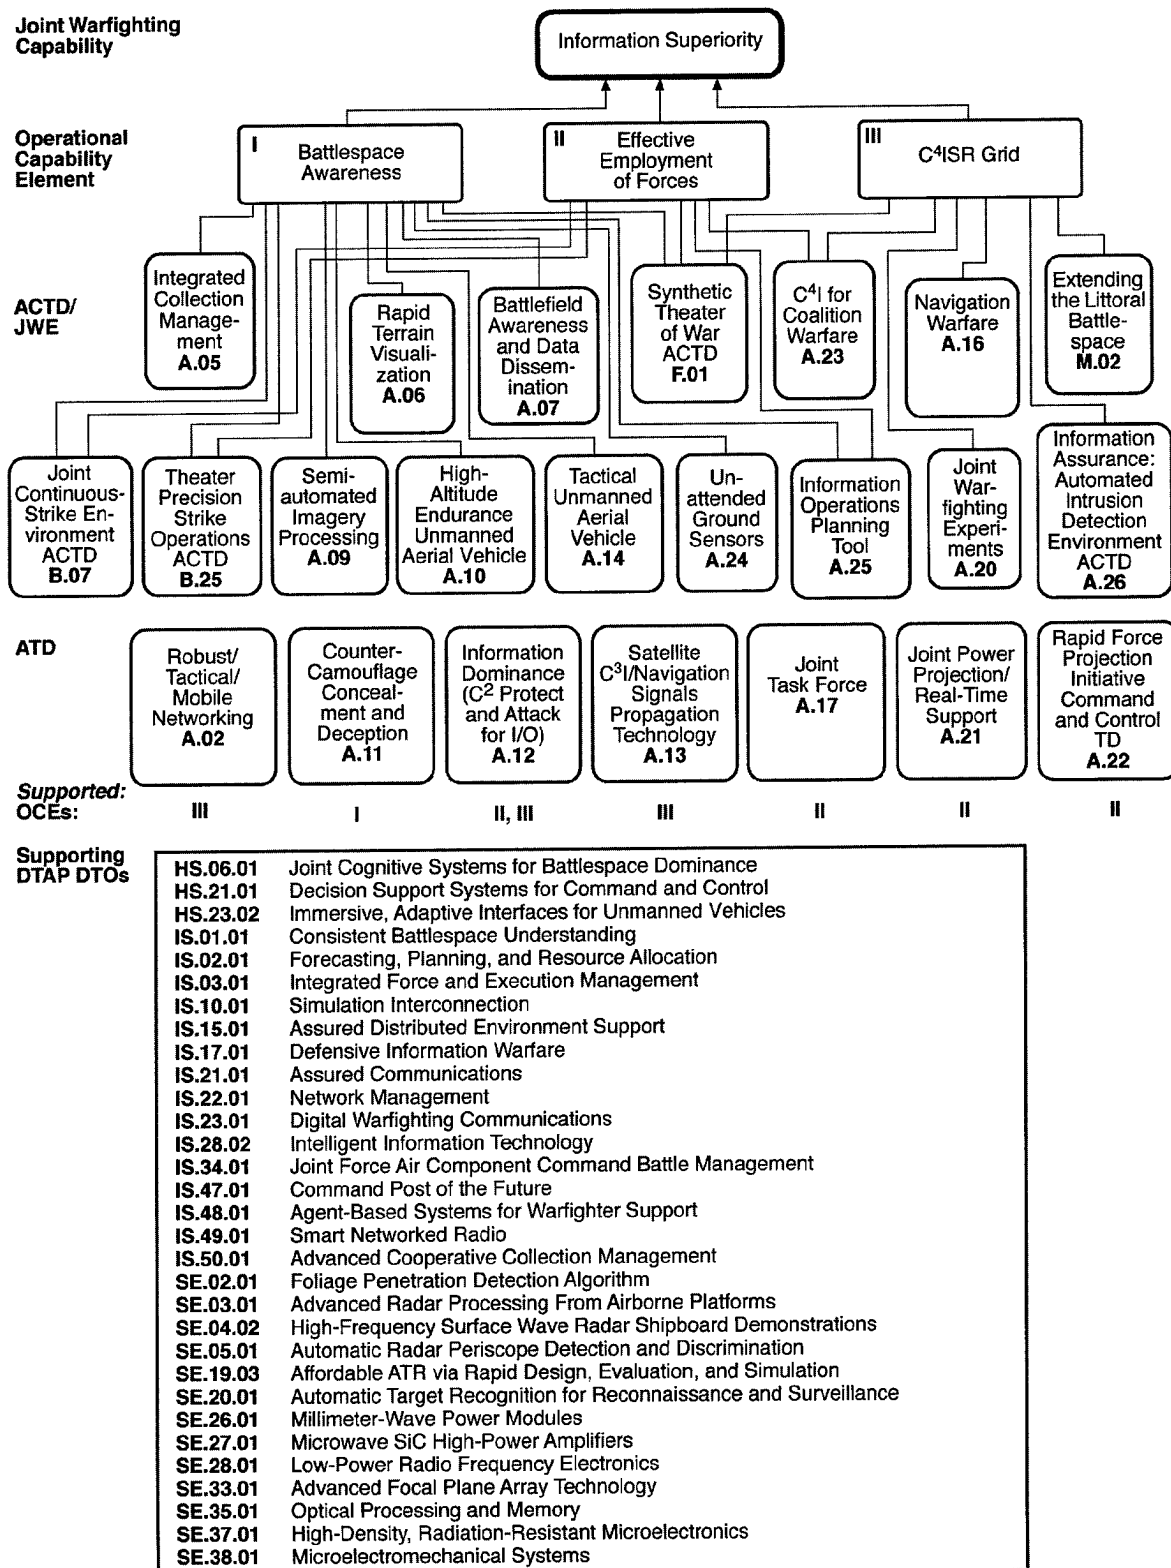 Joint Warfighting
Capability
Information Superiority
Operational
Capability
Element
I
Battlespace
Awareness
II
Effective
Employment
of Forces
III
C⁴ISR Grid
ACTD/
JWE
Integrated
Collection
Manage-
ment
A.05
Rapid
Terrain
Visuali-
zation
A.06
Battlefield
Awareness
and Data
Dissem-
ination
A.07
Synthetic
Theater
of War
ACTD
F.01
C⁴I for
Coalition
Warfare
A.23
Navigation
Warfare
A.16
Extending
the Littoral
Battle-
space
M.02
Joint
Continuous-
Strike En-
vironment
ACTD
B.07
Theater
Precision
Strike
Operations
ACTD
B.25
Semi-
automated
Imagery
Processing
A.09
High-
Altitude
Endurance
Unmanned
Aerial Vehicle
A.10
Tactical
Unmanned
Aerial
Vehicle
A.14
Un-
attended
Ground
Sensors
A.24
Information
Operations
Planning
Tool
A.25
Joint
War-
fighting
Experi-
ments
A.20
Information
Assurance:
Automated
Intrusion
Detection
Environment
ACTD
A.26
ATD
Robust/
Tactical/
Mobile
Networking
A.02
Counter-
Camouflage
Conceal-
ment and
Deception
A.11
Information
Dominance
(C² Protect
and Attack
for I/O)
A.12
Satellite
C³I/Navigation
Signals
Propagation
Technology
A.13
Joint
Task Force
A.17
Joint Power
Projection/
Real-Time
Support
A.21
Rapid Force
Projection
Initiative
Command
and Control
TD
A.22
Supported:
OCEs: III I II, III III II II II
Supporting
DTAP DTOs
HS.06.01 Joint Cognitive Systems for Battlespace Dominance
HS.21.01 Decision Support Systems for Command and Control
HS.23.02 Immersive, Adaptive Interfaces for Unmanned Vehicles
IS.01.01 Consistent Battlespace Understanding
IS.02.01 Forecasting, Planning, and Resource Allocation
IS.03.01 Integrated Force and Execution Management
IS.10.01 Simulation Interconnection
IS.15.01 Assured Distributed Environment Support
IS.17.01 Defensive Information Warfare
IS.21.01 Assured Communications
IS.22.01 Network Management
IS.23.01 Digital Warfighting Communications
IS.28.02 Intelligent Information Technology
IS.34.01 Joint Force Air Component Command Battle Management
IS.47.01 Command Post of the Future
IS.48.01 Agent-Based Systems for Warfighter Support
IS.49.01 Smart Networked Radio
IS.50.01 Advanced Cooperative Collection Management
SE.02.01 Foliage Penetration Detection Algorithm
SE.03.01 Advanced Radar Processing From Airborne Platforms
SE.04.02 High-Frequency Surface Wave Radar Shipboard Demonstrations
SE.05.01 Automatic Radar Periscope Detection and Discrimination
SE.19.03 Affordable ATR via Rapid Design, Evaluation, and Simulation
SE.20.01 Automatic Target Recognition for Reconnaissance and Surveillance
SE.26.01 Millimeter-Wave Power Modules
SE.27.01 Microwave SiC High-Power Amplifiers
SE.28.01 Low-Power Radio Frequency Electronics
SE.33.01 Advanced Focal Plane Array Technology
SE.35.01 Optical Processing and Memory
SE.37.01 High-Density, Radiation-Resistant Microelectronics
SE.38.01 Microelectromechanical Systems